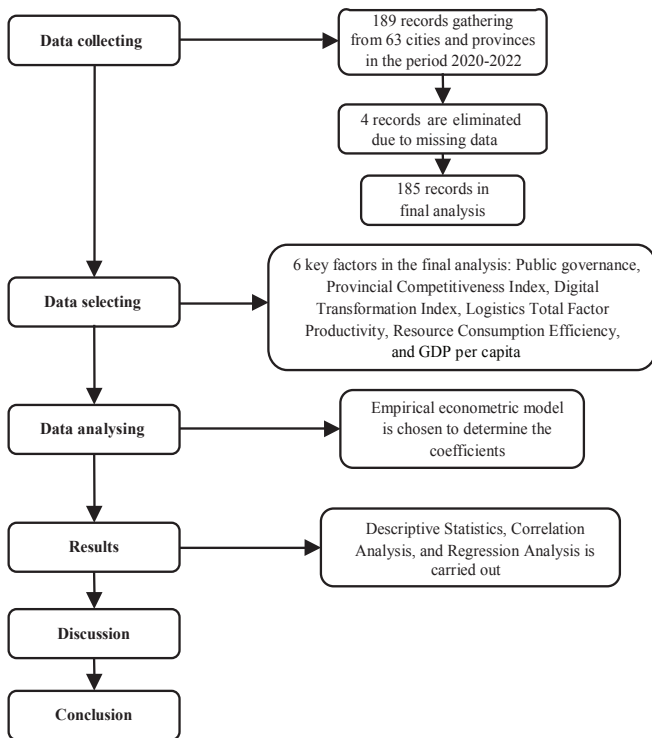 Data collecting
189 records gathering
from 63 cities and provinces
in the period 2020-2022
4 records are eliminated
due to missing data
185 records in
final analysis
Data selecting
6 key factors in the final analysis: Public governance,
Provincial Competitiveness Index, Digital
Transformation Index, Logistics Total Factor
Productivity, Resource Consumption Efficiency,
and GDP per capita
Data analysing
Empirical econometric model
is chosen to determine the
coefficients
Results
Descriptive Statistics, Correlation
Analysis, and Regression Analysis is
carried out
Discussion
Conclusion